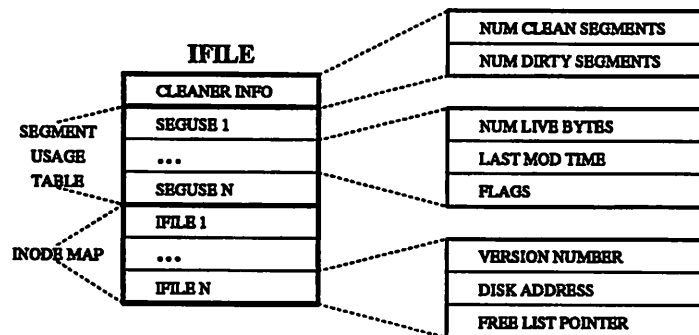 IFILE
CLEANER INFO
SEGUSE 1
...
SEGUSE N
IFILE 1
...
IFILE N
SEGMENT
USAGE
TABLE
INODE MAP
NUM CLEAN SEGMENTS
NUM DIRTY SEGMENTS
NUM LIVE BYTES
LAST MOD TIME
FLAGS
VERSION NUMBER
DISK ADDRESS
FREE LIST POINTER